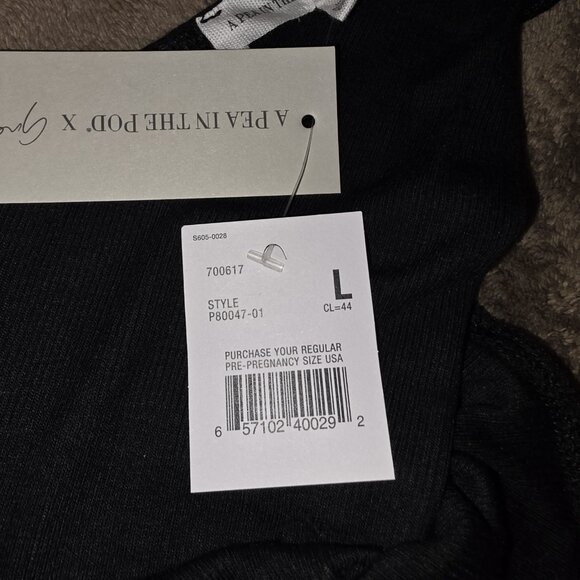 A PEA IN THE POD® X
S605-0028
700617
L
STYLE
P80047-01
CL=44
PURCHASE YOUR REGULAR
PRE-PREGNANCY SIZE USA
6 57102 40029 2